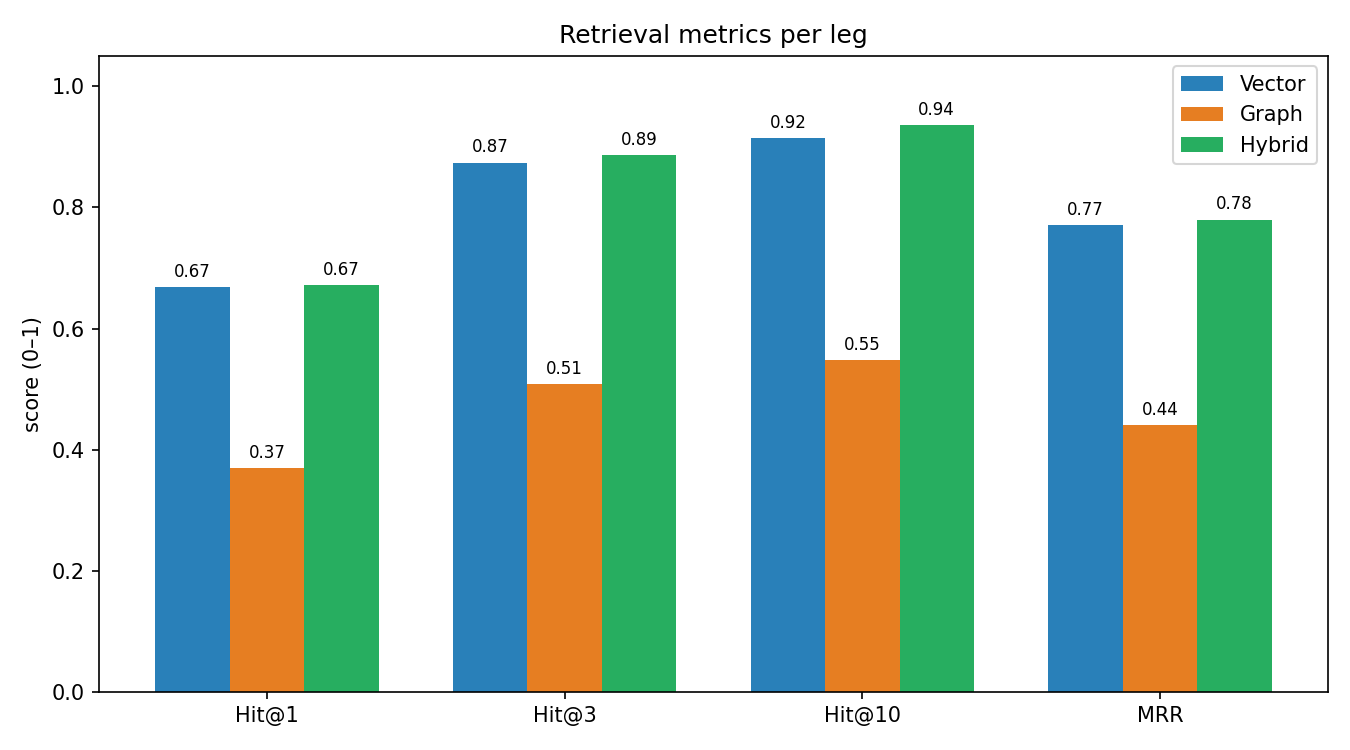 Retrieval metrics per leg
score (0–1)
1.0
0.8
0.6
0.4
0.2
0.0
Vector
Graph
Hybrid
0.67
0.37
0.67
0.87
0.51
0.89
0.92
0.55
0.94
0.77
0.44
0.78
Hit@1
Hit@3
Hit@10
MRR